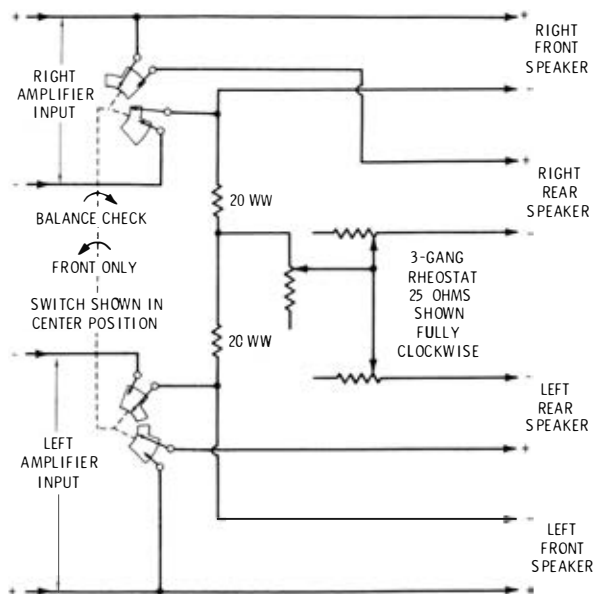 +
+
RIGHT
FRONT
SPEAKER
RIGHT
AMPLIFIER
INPUT
-
+
RIGHT
REAR
SPEAKER
-
20 WW
-
BALANCE CHECK
FRONT ONLY
SWITCH SHOWN IN
CENTER POSITION
3-GANG
RHEOSTAT
25 OHMS
SHOWN
FULLY
CLOCKWISE
20 WW
-
-
LEFT
REAR
SPEAKER
+
LEFT
AMPLIFIER
INPUT
-
LEFT
FRONT
SPEAKER
+
+